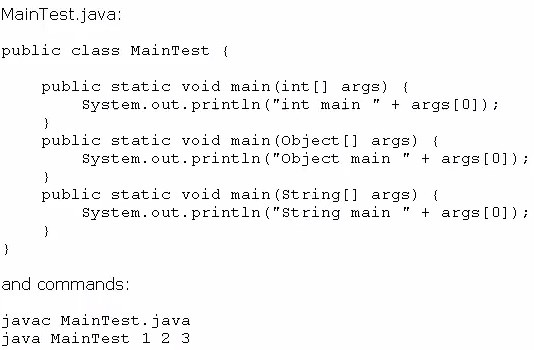 MainTest.java:
public class MainTest {
public static void main(int[] args) {
System.out.println("int main " + args[0]);
}
public static void main(Object[] args) {
System.out.println("Object main " + args[0]);
}
public static void main(String[] args) {
System.out.println("String main " + args[0]);
}
}
and commands:
javac MainTest.java
java MainTest 1 2 3